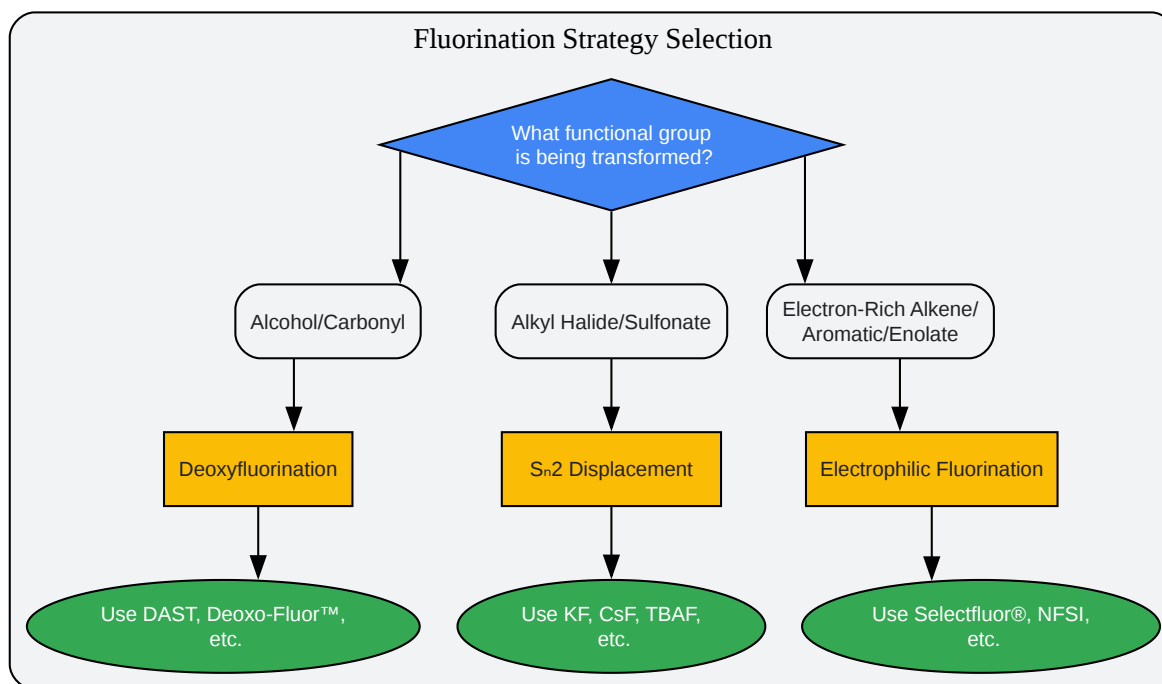 Fluorination Strategy Selection
What functional group
is being transformed?
Alcohol/Carbonyl
Alkyl Halide/Sulfonate
Electron-Rich Alkene/
Aromatic/Enolate
Deoxyfluorination
Sₙ2 Displacement
Electrophilic Fluorination
Use DAST, Deoxo-Fluor™,
etc.
Use KF, CsF, TBAF,
etc.
Use Selectfluor®, NFSI,
etc.